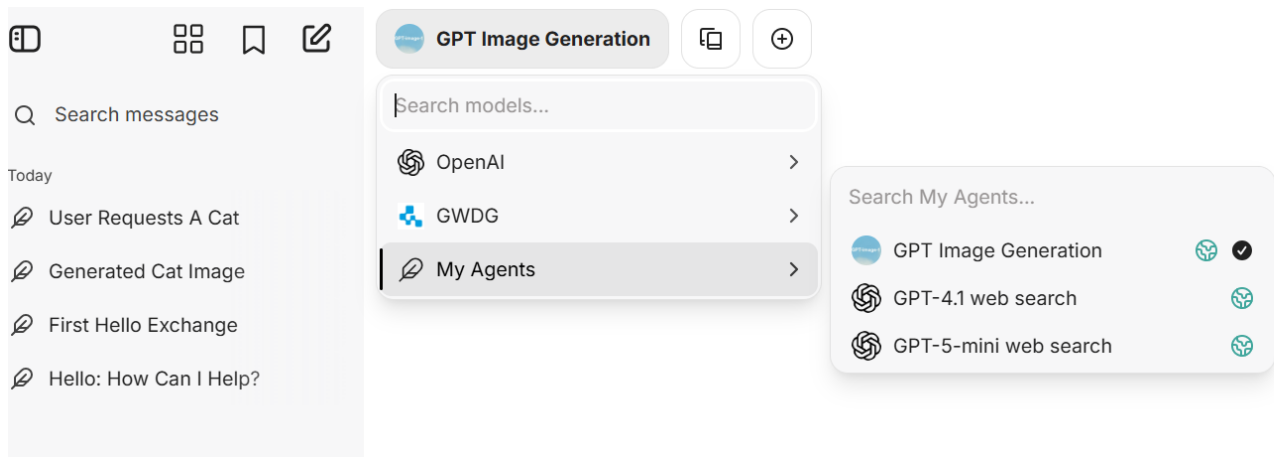 GPT Image Generation
Search messages
Search models...
Today
OpenAI
User Requests A Cat
GWDG
Generated Cat Image
My Agents
First Hello Exchange
Hello: How Can I Help?
Search My Agents...
GPT Image Generation
GPT-4.1 web search
GPT-5-mini web search